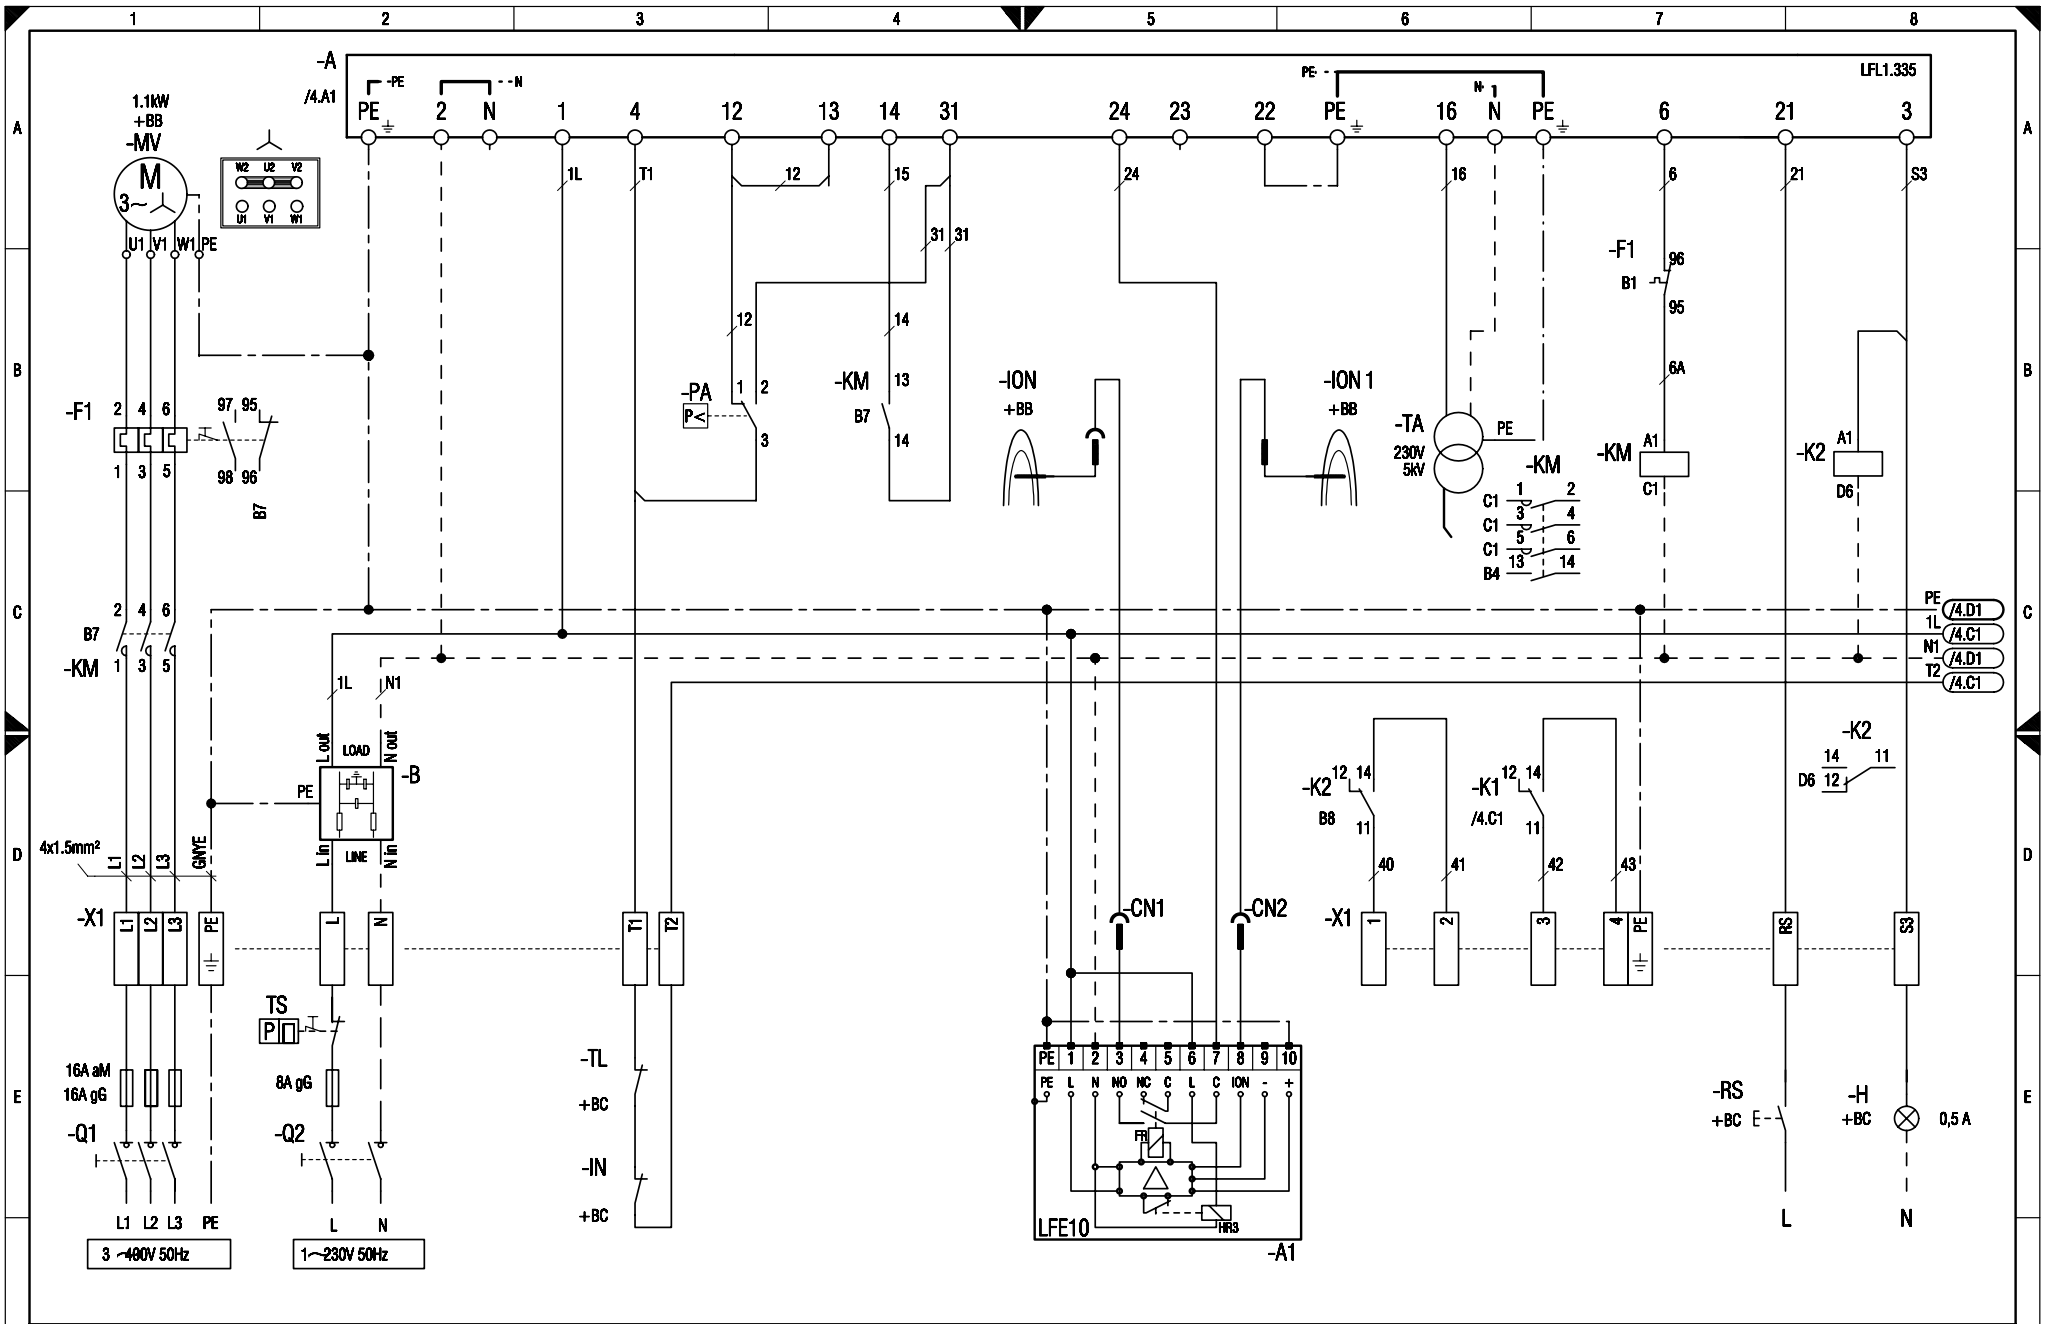 1 2 3 4 5 6 7 8
-A
/4.A1
LFL1.335
-PE
-N
PE-
N-
PE 2 N 1 4 12 13 14 31 24 23 22 PE 16 N PE 6 21 3
A
A
1.1kW
+BB
-MV
M
3~
W2 U2 V2
U1 V1 W1
U1 V1 W1 PE
1L T1 12 15 24 16 6 21 S3
31 31
-F1
96
B1
95
12 14
6A
B
B
-PA
P<
1 2
3
-KM
13
B7
14
-ION
+BB
-ION 1
+BB
-TA
230V
5kV
PE
-KM
A1
C1
-K2
A1
D6
-F1
2 4 6
1 3 5
97 95
98 96
B7
-KM
C1 1 2
C1 3 4
C1 5 6
B4 13 14
C
C
PE /4.D1
1L /4.C1
N1 /4.D1
T2 /4.C1
2 4 6
B7
-KM
1 3 5
1L N1
L out N out
LOAD
-B
PE
LINE
L in N in
-K2
12 14
B8
11
-K1
12 14
/4.C1
11
-K2
14 11
D6 12
D
D
4x1.5mm²
L1 L2 L3 GNYE
40 41 42 43
-X1
L1 L2 L3 PE L N T1 T2
-CN1
-CN2
-X1
1 2 3 4 PE RS S3
TS
P
16A aM
16A gG
8A gG
-Q1
-Q2
L1 L2 L3 PE
3 ~400V 50Hz
L N
1~230V 50Hz
-TL
+BC
-IN
+BC
PE 1 2 3 4 5 6 7 8 9 10
PE L N NO NC C L C ION - +
FR
HR3
LFE10
-A1
-RS
+BC
L
-H
+BC
0,5 A
N
E
E